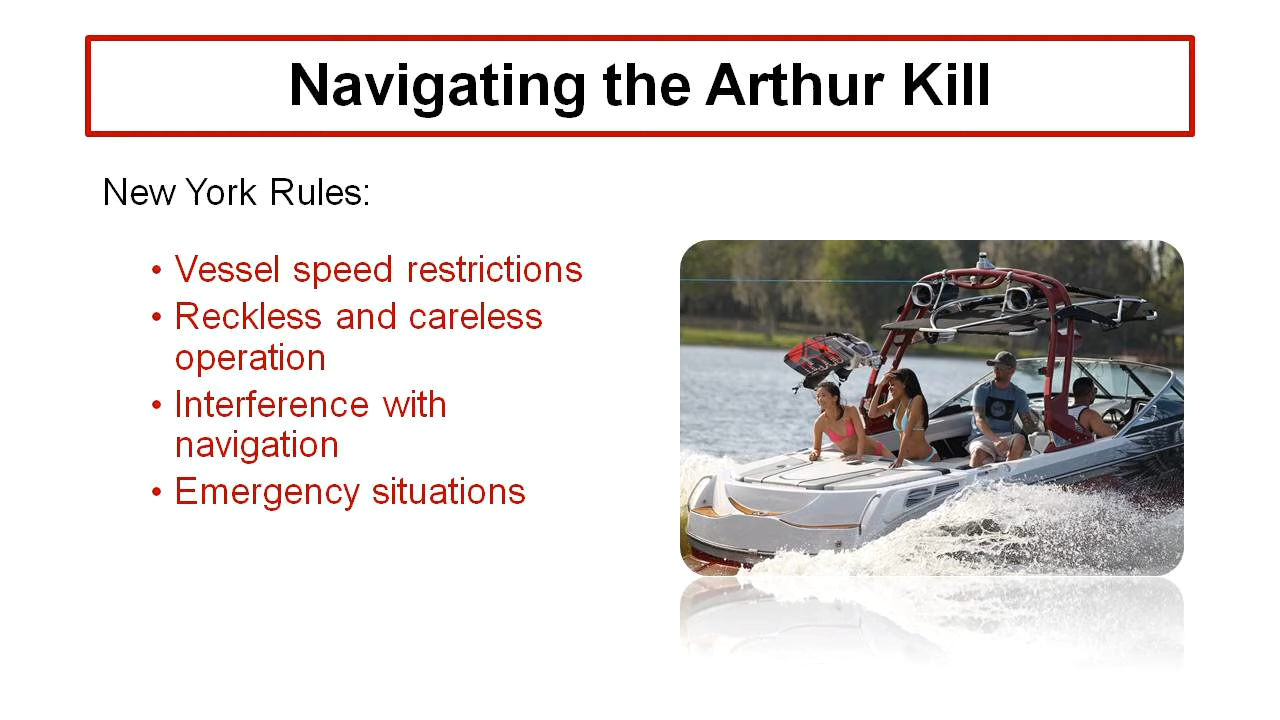 Navigating the Arthur Kill
New York Rules:
• Vessel speed restrictions
• Reckless and careless
operation
• Interference with
navigation
• Emergency situations